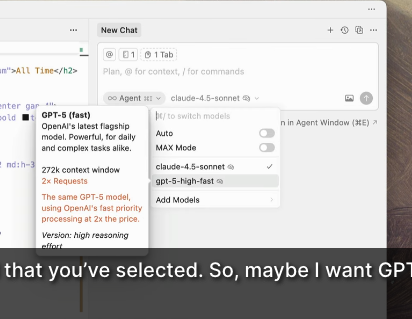 New Chat
m">All Time</h2>
@ 1 1 Tab
Plan, @ for context, / for commands
enter gap-4"
bold
Agent ⌘I claude-4.5-sonnet
GPT-5 (fast)
OpenAI's latest flagship
model. Powerful, for daily
and complex tasks alike.
272k context window
2× Requests
The same GPT-5 model,
using OpenAI's fast priority
processing at 2x the price.
Version: high reasoning
effort
⌘/ to switch models
Auto
MAX Mode
claude-4.5-sonnet
gpt-5-high-fast
Add Models
n in Agent Window (⌘E)
2 md:h-3
that you've selected. So, maybe I want GPT